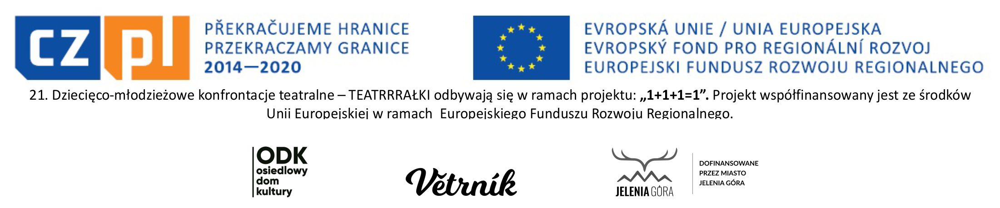 cz pl
PŘEKRAČUJEME HRANICE
PRZEKRACZAMY GRANICE
2014—2020
EVROPSKÁ UNIE / UNIA EUROPEJSKA
EVROPSKÝ FOND PRO REGIONÁLNÍ ROZVOJ
EUROPEJSKI FUNDUSZ ROZWOJU REGIONALNEGO
21. Dziecięco-młodzieżowe konfrontacje teatralne – TEATRRRAŁKI odbywają się w ramach projektu: „1+1+1=1”. Projekt współfinansowany jest ze środków
Unii Europejskiej w ramach Europejskiego Funduszu Rozwoju Regionalnego.
ODK
osiedlowy
dom
kultury
Větrník
JELENIA GÓRA
DOFINANSOWANE
PRZEZ MIASTO
JELENIA GÓRA